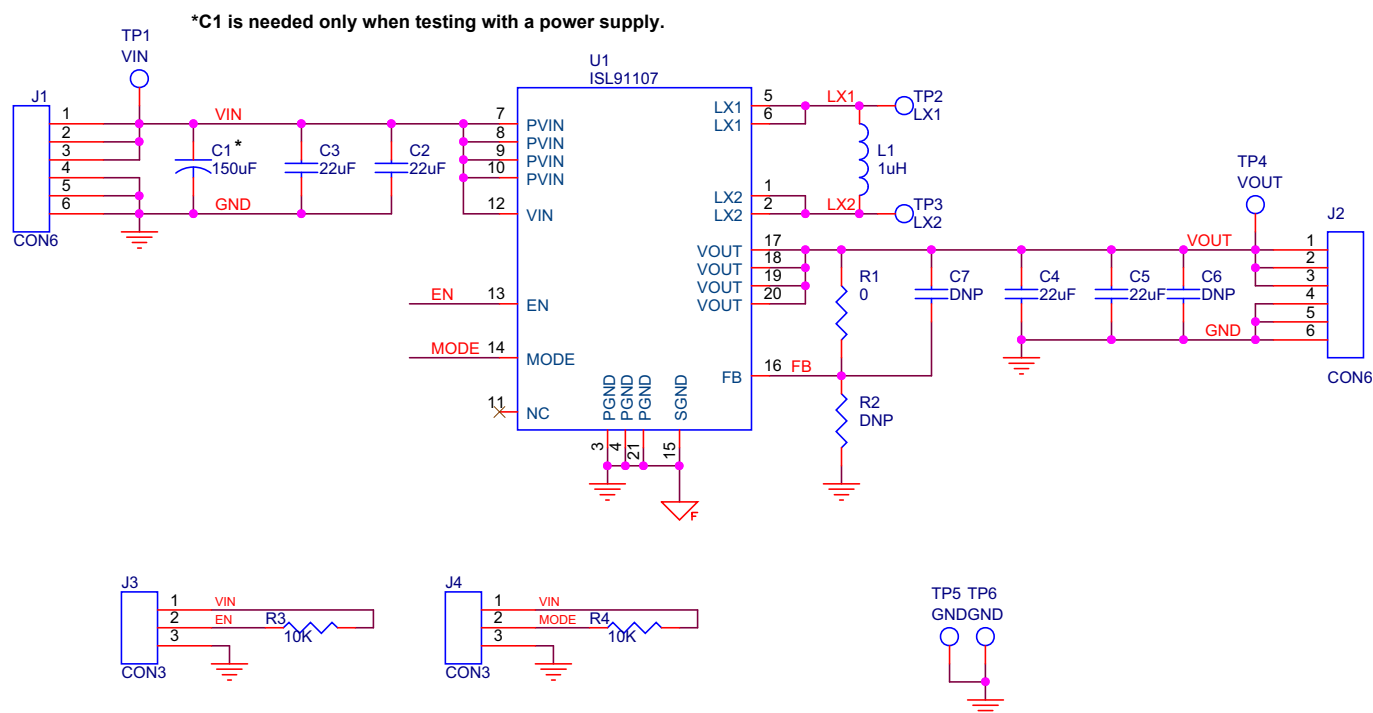 *C1 is needed only when testing with a power supply.
TP1
VIN
U1
ISL91107
J1
1
2
3
4
5
6
CON6
VIN
C1*
150uF
C3
22uF
C2
22uF
GND
7
8
9
10
12
PVIN
PVIN
PVIN
PVIN
VIN
EN
13
EN
MODE
14
MODE
11
NC
PGND
PGND
PGND
SGND
3
4
21
15
F
LX1
LX1
5
6
LX1
TP2
LX1
L1
1uH
LX2
LX2
1
2
LX2
TP3
LX2
VOUT
VOUT
VOUT
VOUT
17
18
19
20
R1
0
C7
DNP
C4
22uF
C5
22uF
C6
DNP
FB
16
FB
R2
DNP
TP4
VOUT
VOUT
GND
J2
1
2
3
4
5
6
CON6
J3
1
2
3
VIN
EN
R3
10K
CON3
J4
1
2
3
VIN
MODE
R4
10K
CON3
TP5 TP6
GND GND